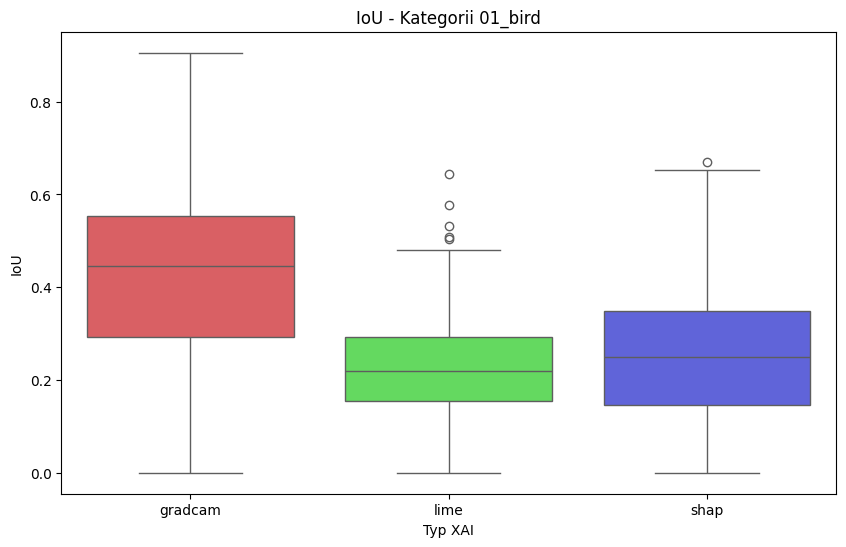 IoU - Kategorii 01_bird
0.8
0.6
0.4
0.2
0.0
IoU
gradcam
lime
shap
Typ XAI